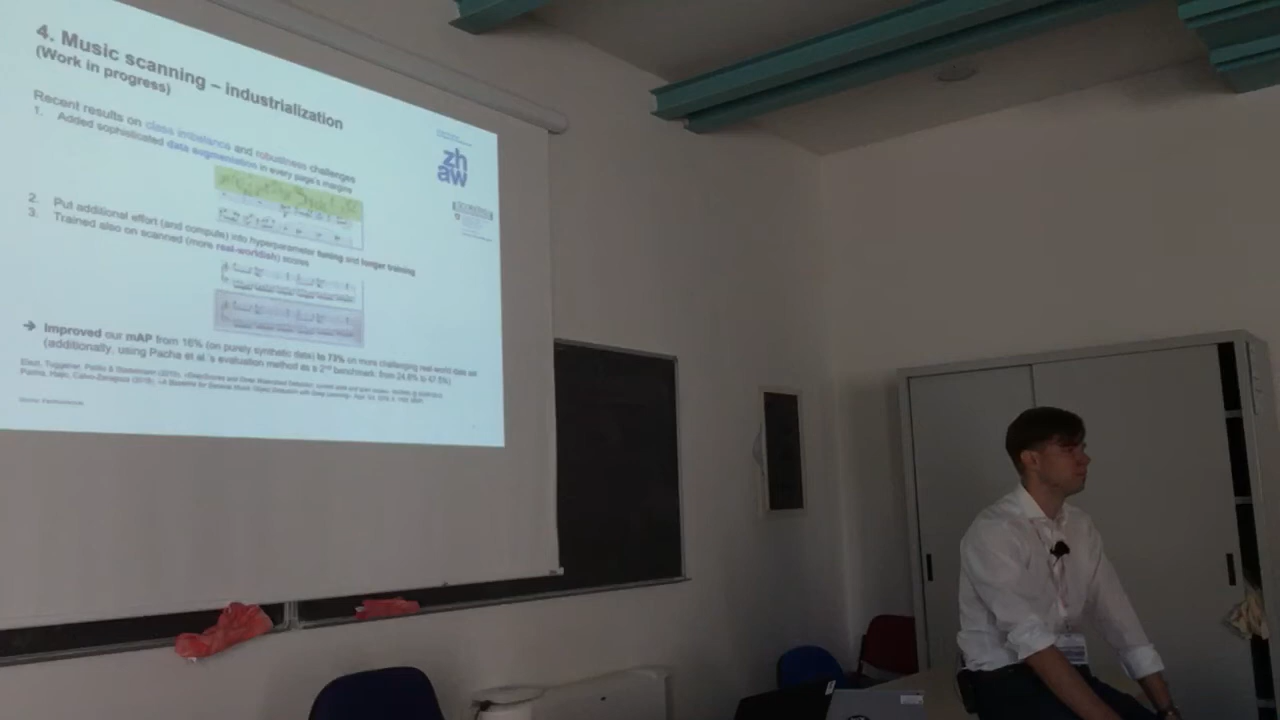 4. Music scanning – industrialization
(Work in progress)
Recent results on class imbalance and robustness challenges
1. Added sophisticated data augmentation in every page's margins
2. Put additional effort (and compute) into hyperparameter tuning and longer training
3. Trained also on scanned (more real-worldish) scores
➔ Improved our mAP from 16% (on purely synthetic data) to 73% on more challenging real-world data set
(additionally, using Pacha et al.'s evaluation method as a 2nd benchmark: from 24.8% to 47.5%)
zh
aw